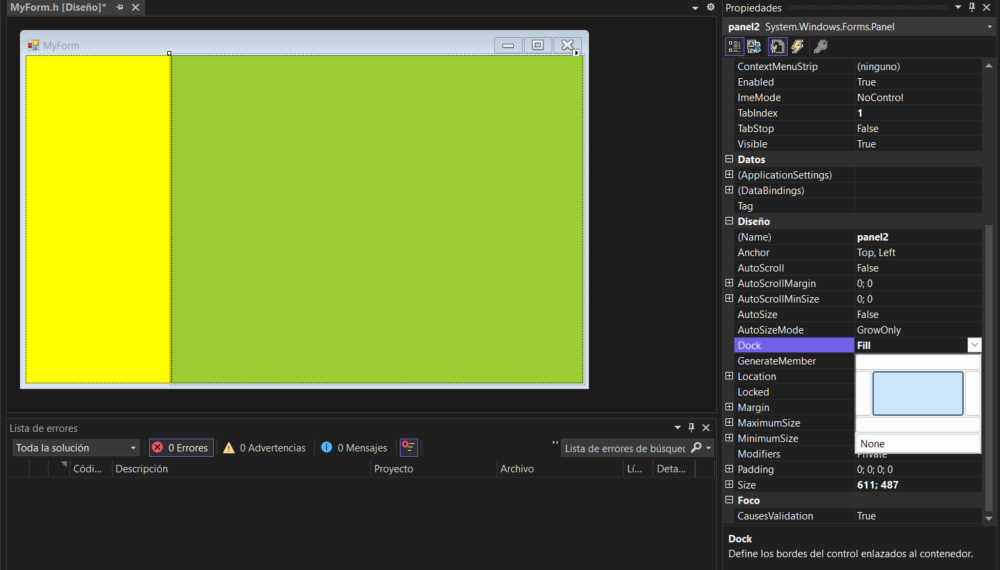 MyForm.h [Diseño]*
MyForm
Lista de errores
Toda la solución
0 Errores
0 Advertencias
0 Mensajes
Lista de errores de búsquec
Códi...
Descripción
Proyecto
Archivo
Lí...
Deta...
Propiedades
panel2 System.Windows.Forms.Panel
ContextMenuStrip (ninguno)
Enabled True
ImeMode NoControl
TabIndex 1
TabStop False
Visible True
Datos
(ApplicationSettings)
(DataBindings)
Tag
Diseño
(Name) panel2
Anchor Top, Left
AutoScroll False
AutoScrollMargin 0; 0
AutoScrollMinSize 0; 0
AutoSize False
AutoSizeMode GrowOnly
Dock Fill
GenerateMember
Location
Locked
Margin
MaximumSize
MinimumSize
None
Modifiers Private
Padding 0; 0; 0; 0
Size 611; 487
Foco
CausesValidation True
Dock
Define los bordes del control enlazados al contenedor.